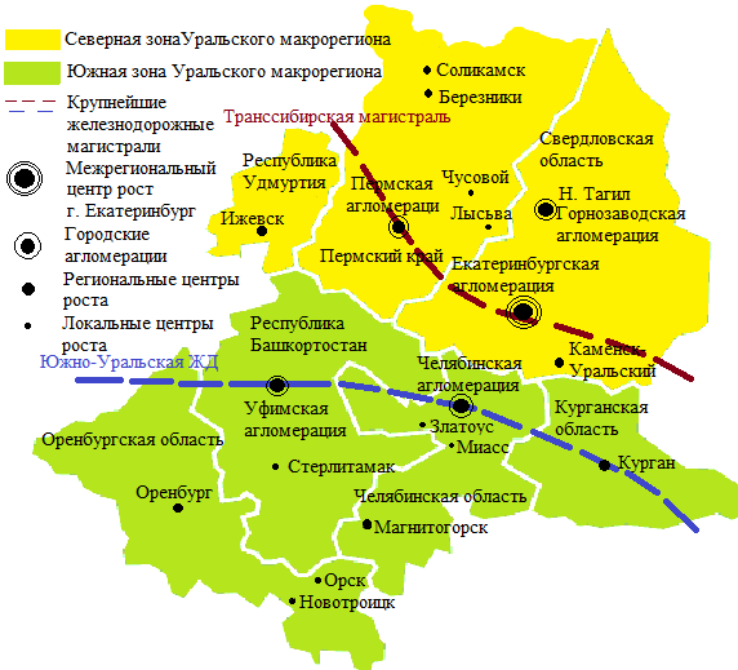 Северная зонаУральского макрорегиона
Южная зона Уральского макрорегиона
Крупнейшие
железнодорожные
магистрали
Межрегиональный
центр рост
г. Екатеринбург
Городские
агломерации
Региональные центры
роста
Локальные центры
роста
Соликамск
Березники
Транссибирская магистраль
Свердловская
область
Республика
Удмуртия
Пермская
агломераци
Чусовой
Лысьва
Н. Тагил
Горнозаводская
агломерация
Ижевск
Пермский край
Екатеринбургская
агломерация
Республика
Башкортостан
Каменск-
Уральский
Южно-Уральская ЖД
Челябинская
агломерация
Уфимская
агломерация
Курганская
область
Златоус
Миасс
Оренбургская область
Стерлитамак
Курган
Оренбург
Челябинская область
Магнитогорск
Орск
Новотроицк